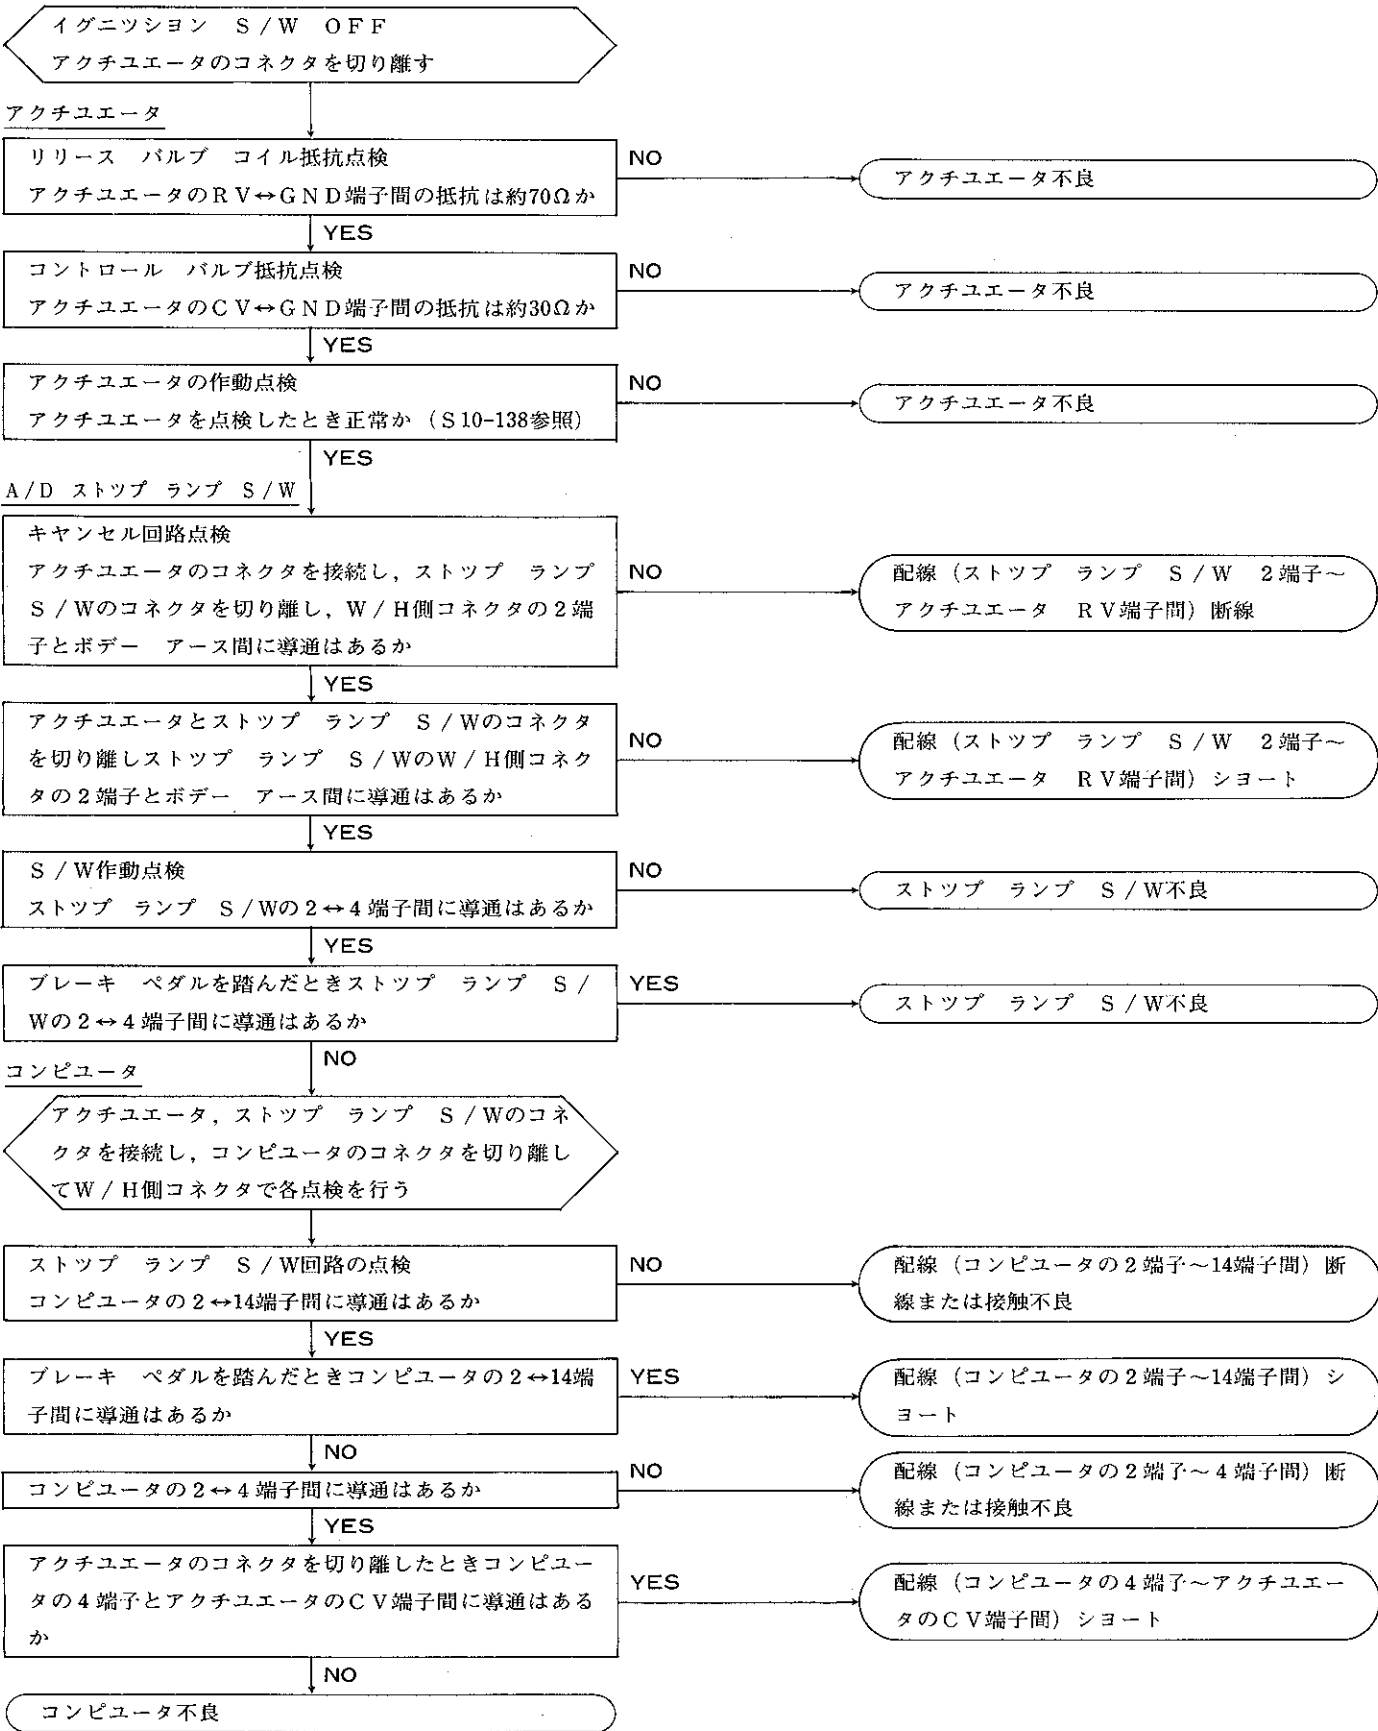 イグニツシヨン　S/W　OFF
アクチユエータのコネクタを切り離す
アクチユエータ
リリース　バルブ　コイル抵抗点検
アクチユエータのRV↔GND端子間の抵抗は約70Ωか
NO
アクチユエータ不良
YES
コントロール　バルブ抵抗点検
アクチユエータのCV↔GND端子間の抵抗は約30Ωか
NO
アクチユエータ不良
YES
アクチユエータの作動点検
アクチユエータを点検したとき正常か（S10-138参照）
NO
アクチユエータ不良
YES
A/D　ストツプ　ランプ　S/W
キヤンセル回路点検
アクチユエータのコネクタを接続し，ストツプ　ランプ
S/Wのコネクタを切り離し，W/H側コネクタの2端
子とボデー　アース間に導通はあるか
NO
配線（ストツプ　ランプ　S/W　2端子～
アクチユエータ　RV端子間）断線
YES
アクチユエータとストツプ　ランプ　S/Wのコネクタ
を切り離しストツプ　ランプ　S/WのW/H側コネク
タの2端子とボデー　アース間に導通はあるか
NO
配線（ストツプ　ランプ　S/W　2端子～
アクチユエータ　RV端子間）シヨート
YES
S/W作動点検
ストツプ　ランプ　S/Wの2↔4端子間に導通はあるか
NO
ストツプ　ランプ　S/W不良
YES
ブレーキ　ペダルを踏んだときストツプ　ランプ　S/
Wの2↔4端子間に導通はあるか
YES
ストツプ　ランプ　S/W不良
NO
コンピユータ
アクチユエータ，ストツプ　ランプ　S/Wのコネ
クタを接続し，コンピユータのコネクタを切り離し
てW/H側コネクタで各点検を行う
ストツプ　ランプ　S/W回路の点検
コンピユータの2↔14端子間に導通はあるか
NO
配線（コンピユータの2端子～14端子間）断
線または接触不良
YES
ブレーキ　ペダルを踏んだときコンピユータの2↔14端
子間に導通はあるか
YES
配線（コンピユータの2端子～14端子間）シ
ヨート
NO
コンピユータの2↔4端子間に導通はあるか
NO
配線（コンピユータの2端子～4端子間）断
線または接触不良
YES
アクチユエータのコネクタを切り離したときコンピユー
タの4端子とアクチユエータのCV端子間に導通はある
か
YES
配線（コンピユータの4端子～アクチユエー
タのCV端子間）シヨート
NO
コンピユータ不良